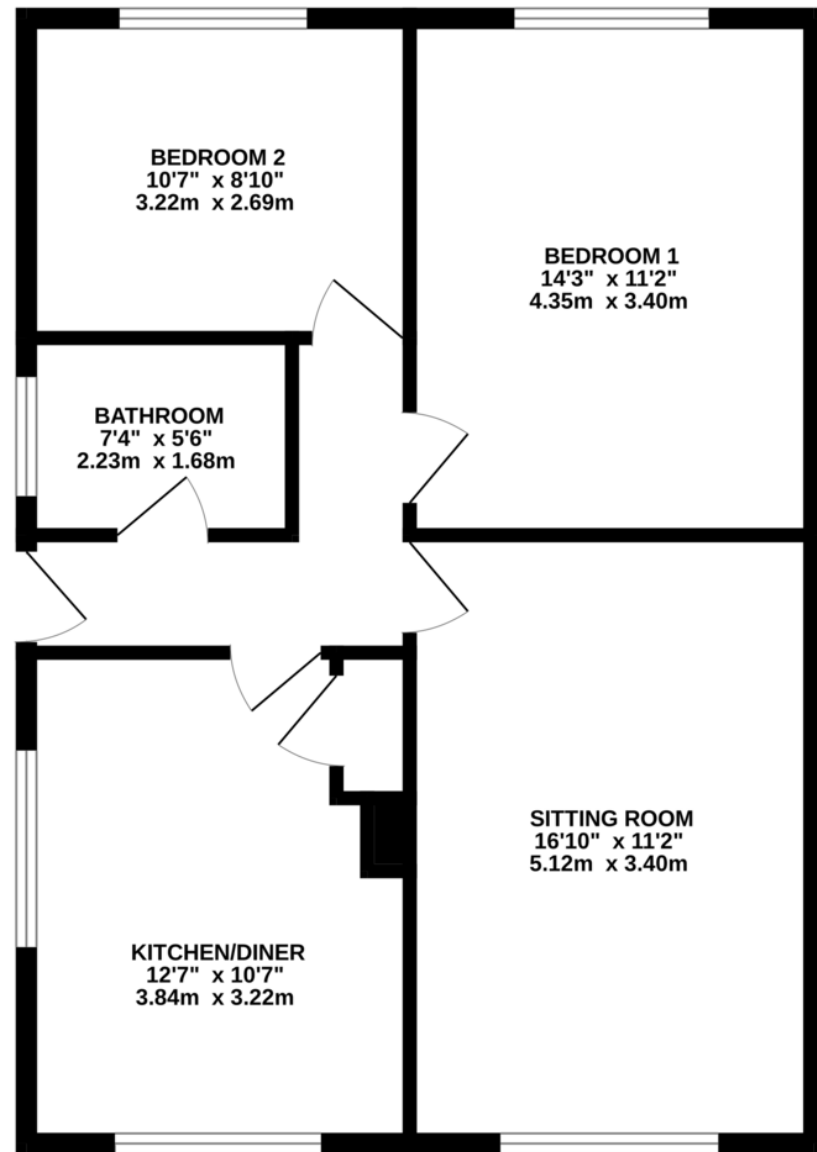 BEDROOM 2
10'7" x 8'10"
3.22m x 2.69m
BEDROOM 1
14'3" x 11'2"
4.35m x 3.40m
BATHROOM
7'4" x 5'6"
2.23m x 1.68m
SITTING ROOM
16'10" x 11'2"
5.12m x 3.40m
KITCHEN/DINER
12'7" x 10'7"
3.84m x 3.22m